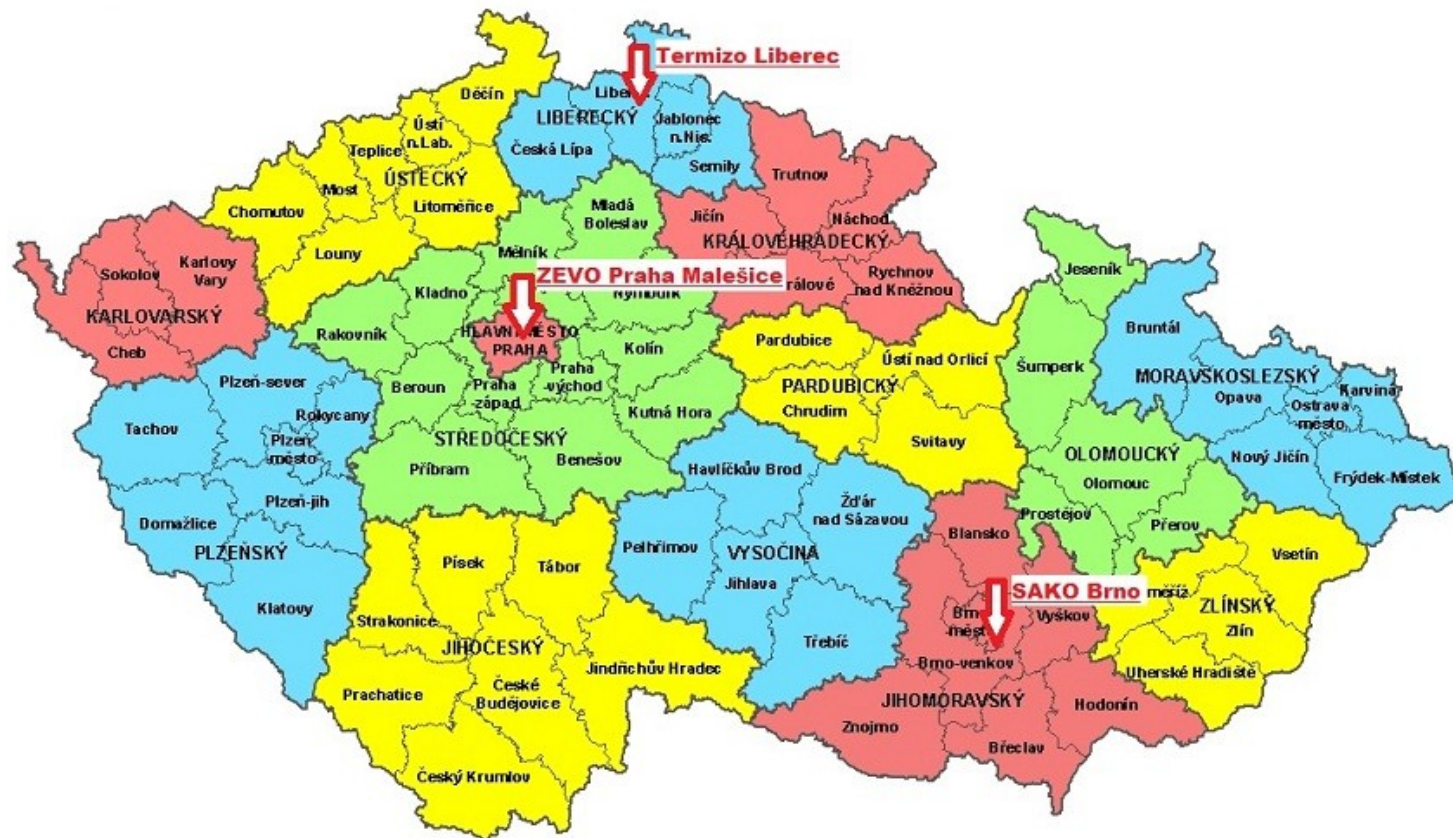 Termizo Liberec
Děčín
Ústí
n.Lab.
Teplice
ÚSTECKÝ
Most
Litoměřice
Chomutov
Louny
LIBERECKÝ
Jablonec
n.Nis.
Česká Lípa
Semily
Trutnov
Náchod
Jičín
KRÁLOVÉHRADECKÝ
Rychnov
nad Kněžnou
Mladá
Boleslav
Mělník
ZEVO Praha Malešice
Karlovy
Vary
Sokolov
KARLOVARSKÝ
Cheb
Kladno
Rakovník
HLAVNÍ MĚSTO
PRAHA
Kolín
Beroun
Praha
západ
Praha
-východ
Kutná Hora
STŘEDOČESKÝ
Příbram
Benešov
Pardubice
Ústí nad Orlicí
PARDUBICKÝ
Chrudim
Svitavy
Jeseník
Šumperk
OLOMOUCKÝ
Olomouc
Prostějov
Přerov
Bruntál
MORAVSKOSLEZSKÝ
Opava
Karviná
Ostrava
-město
Nový Jičín
Frýdek-Místek
Plzeň-sever
Rokycany
Tachov
Plzeň
-město
Plzeň-jih
Domažlice
PLZEŇSKÝ
Klatovy
Havlíčkův Brod
Žďár
nad Sázavou
Pelhřimov
VYSOČINA
Jihlava
Třebíč
Písek
Tábor
Strakonice
JIHOČESKÝ
Jindřichův Hradec
Prachatice
České
Budějovice
Český Krumlov
Blansko
SAKO Brno
Vyškov
Brno-venkov
JIHOMORAVSKÝ
Znojmo
Hodonín
Břeclav
Vsetín
ZLÍNSKÝ
Zlín
Uherské Hradiště